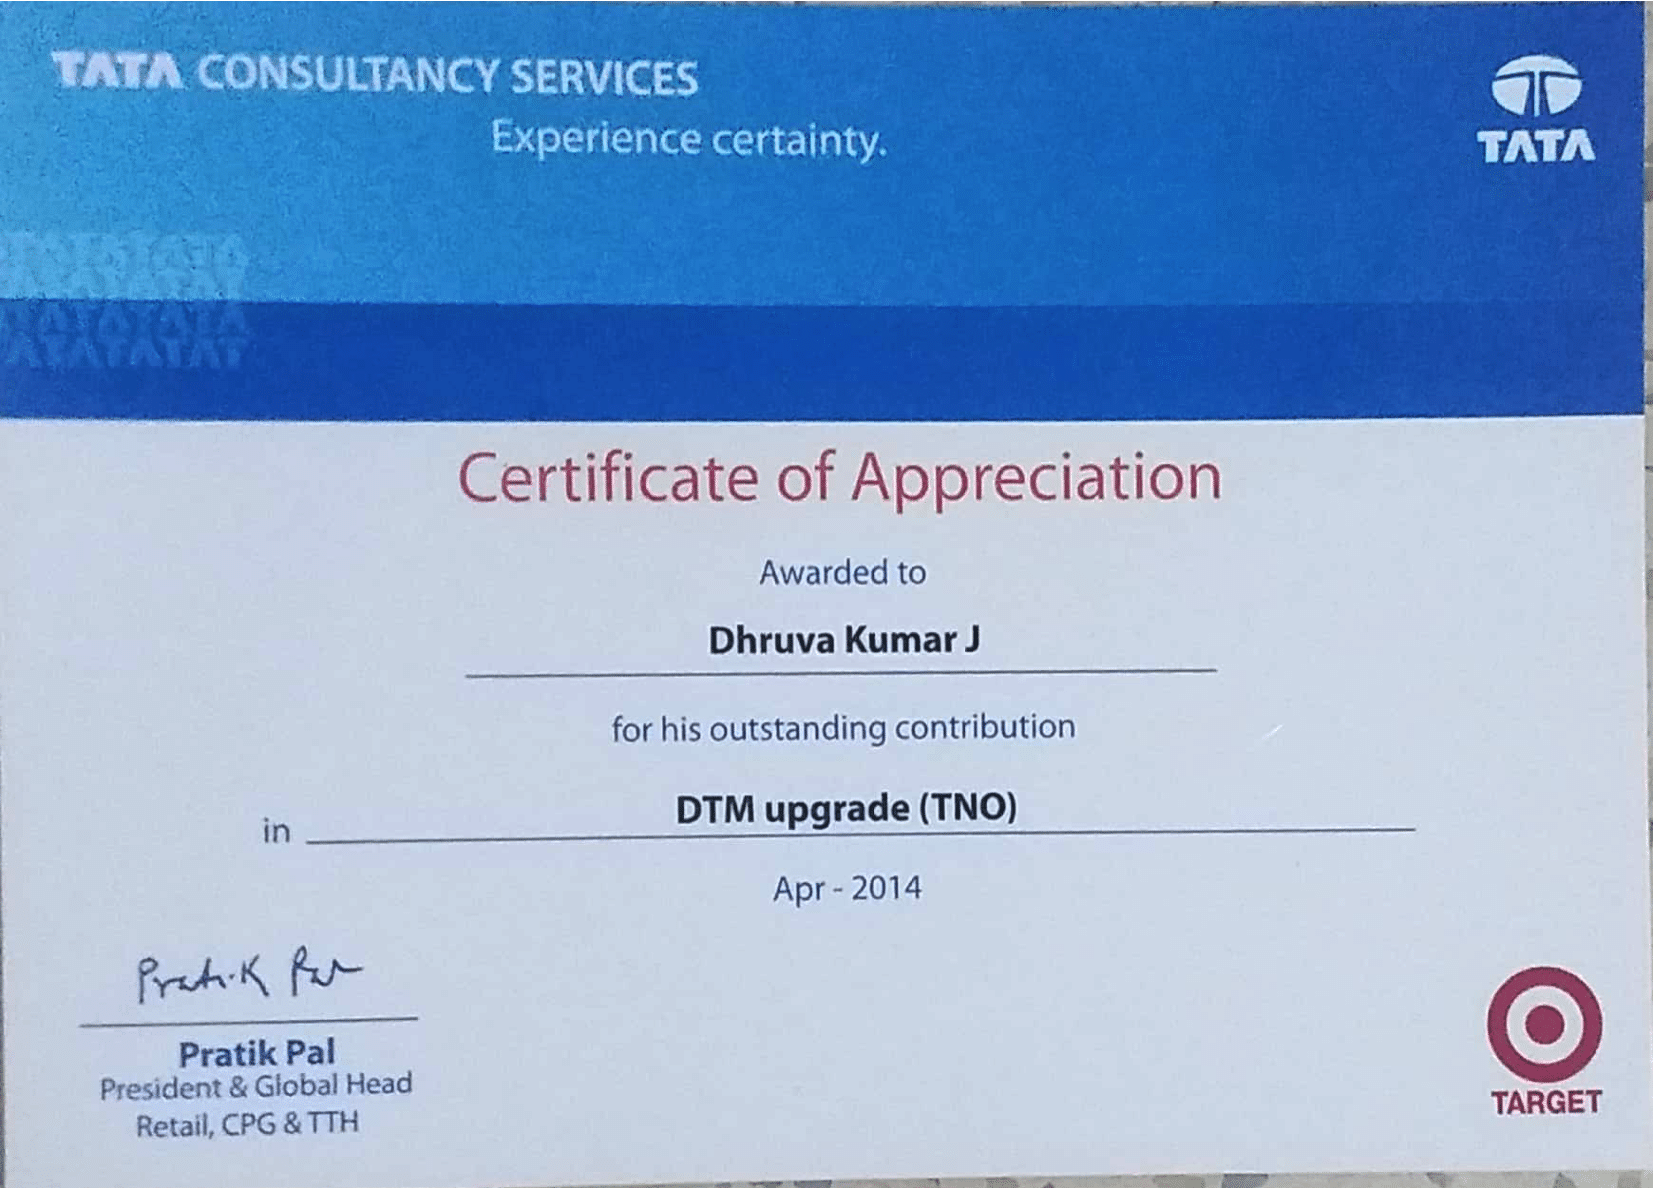 TATA CONSULTANCY SERVICES
Experience certainty.
TATA
Certificate of Appreciation
Awarded to
Dhruva Kumar J
for his outstanding contribution
in DTM upgrade (TNO)
Apr - 2014
Pratik Pal
Pratik Pal
President & Global Head
Retail, CPG & TTH
TARGET